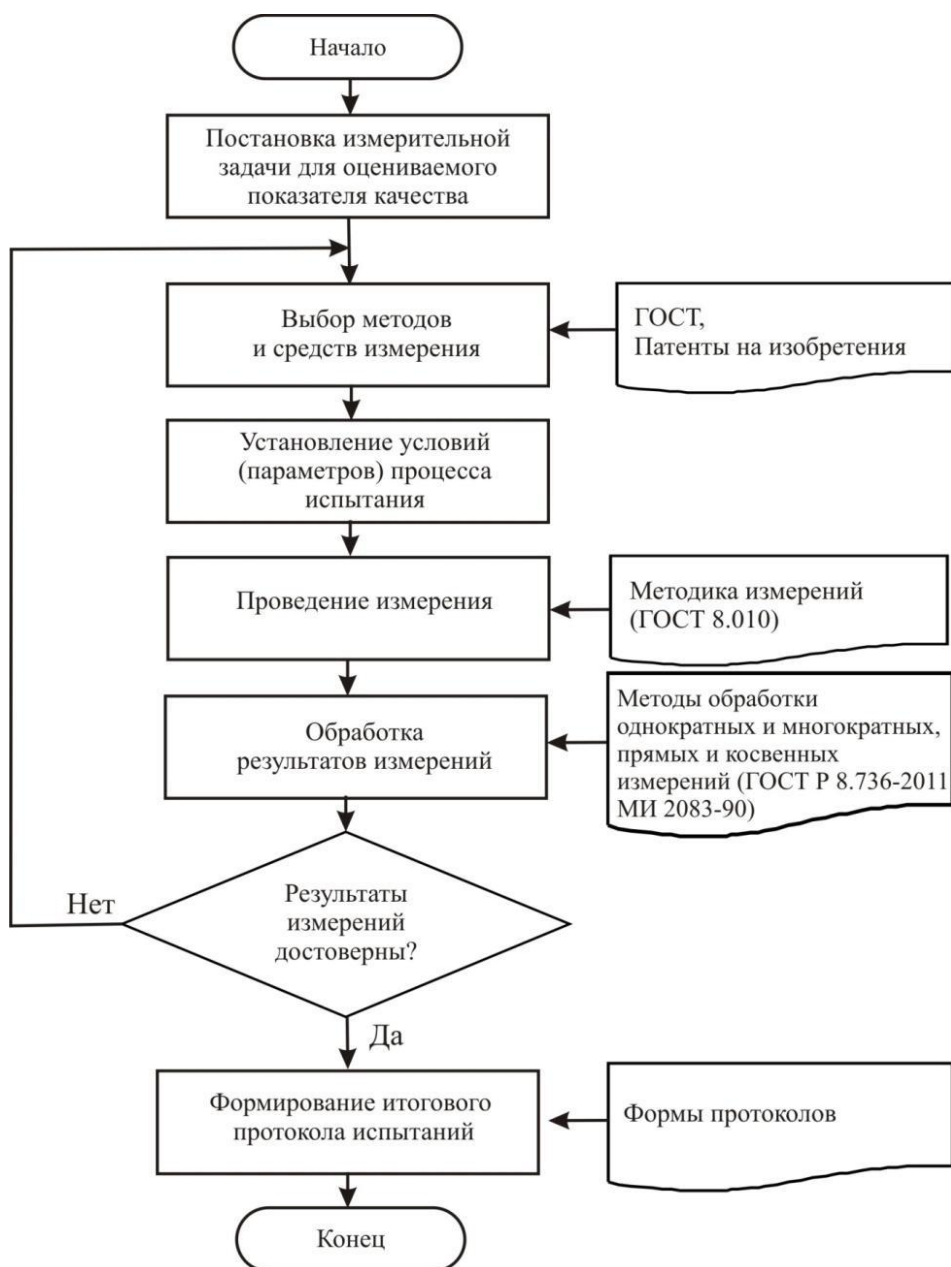 Начало
Постановка измерительной
задачи для оцениваемого
показателя качества
Выбор методов
и средств измерения
ГОСТ,
Патенты на изобретения
Установление условий
(параметров) процесса
испытания
Проведение измерения
Методика измерений
(ГОСТ 8.010)
Обработка
результатов измерений
Методы обработки
однократных и многократных,
прямых и косвенных
измерений (ГОСТ Р 8.736-2011
МИ 2083-90)
Нет
Результаты
измерений
достоверны?
Да
Формирование итогового
протокола испытаний
Формы протоколов
Конец